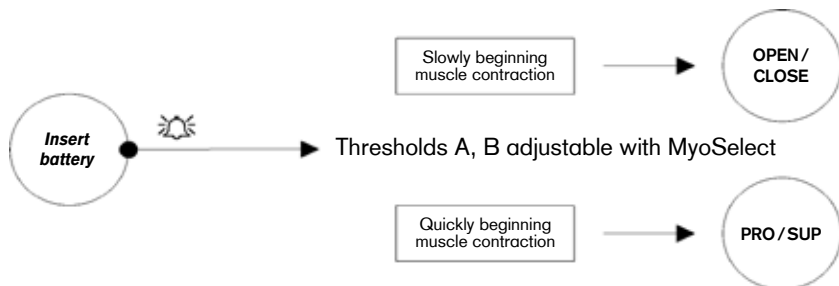 Slowly beginning
muscle contraction
OPEN /
CLOSE
Insert
battery
Thresholds A, B adjustable with MyoSelect
Quickly beginning
muscle contraction
PRO / SUP